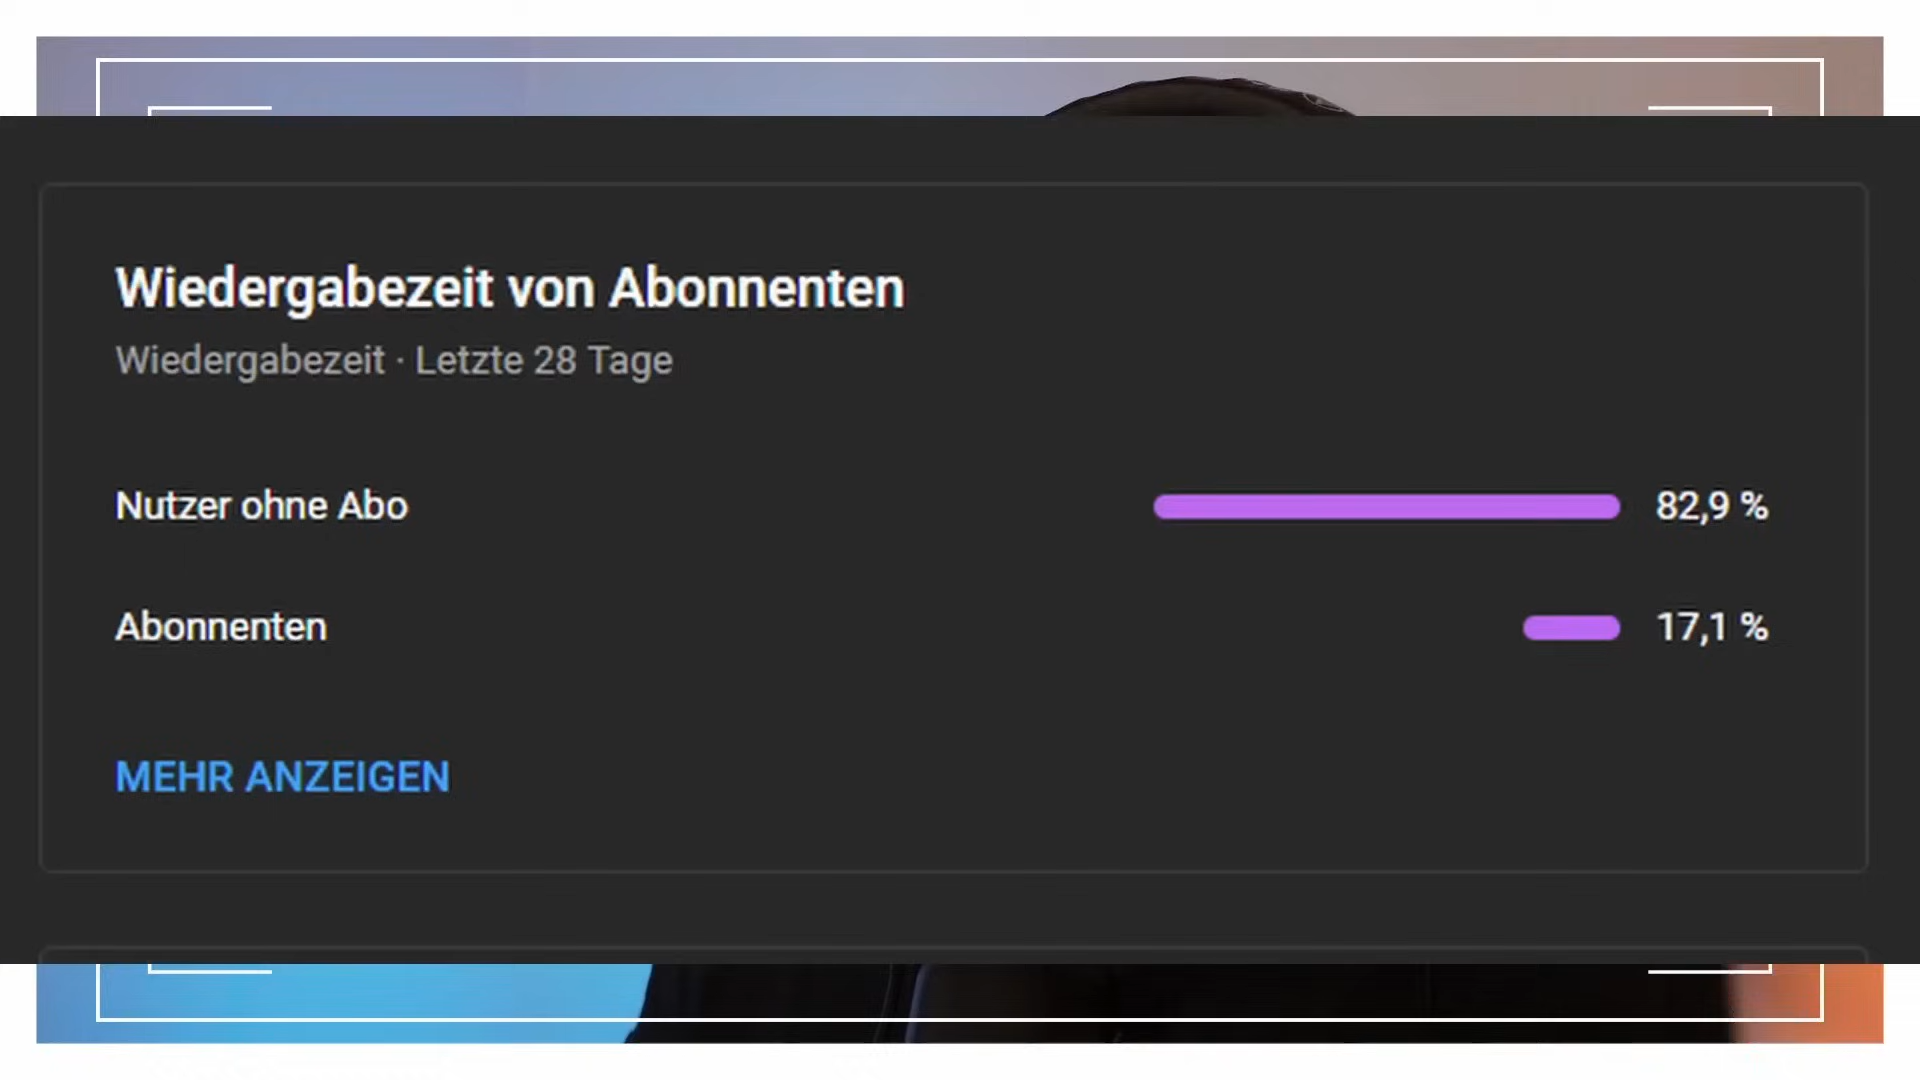 Wiedergabezeit von Abonnenten
Wiedergabezeit · Letzte 28 Tage
Nutzer ohne Abo 82,9 %
Abonnenten 17,1 %
MEHR ANZEIGEN